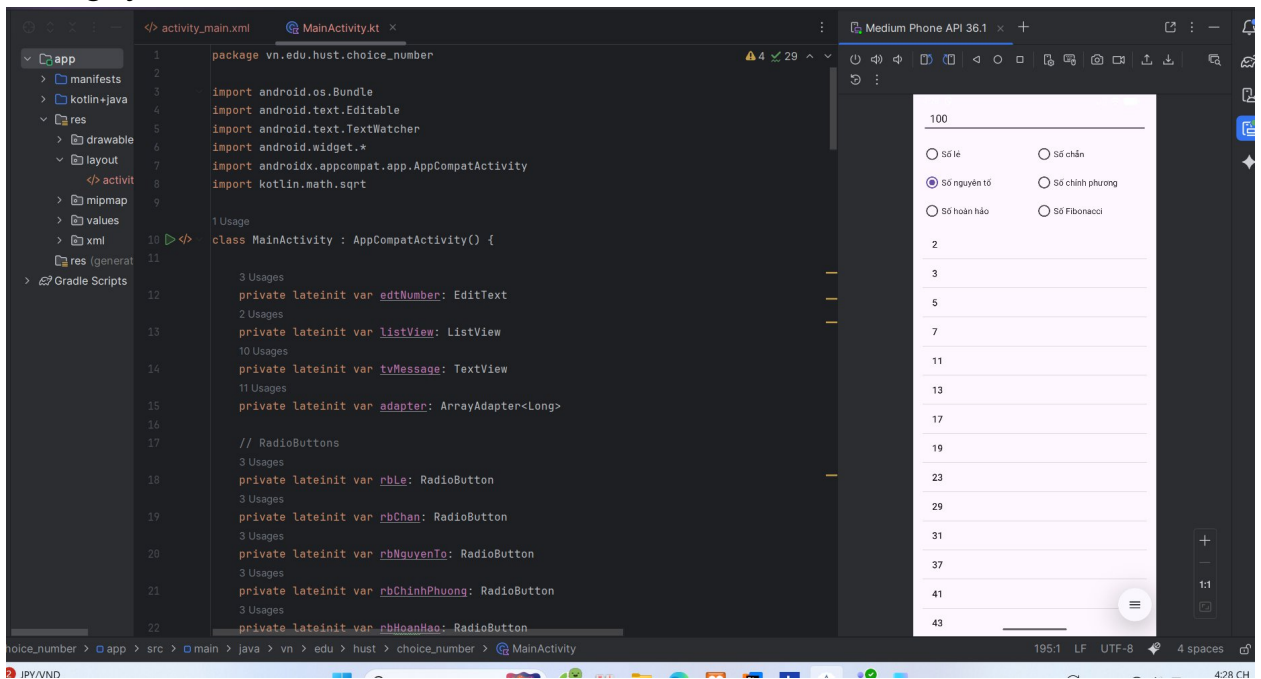 activity_main.xml
MainActivity.kt
Medium Phone API 36.1
app
manifests
kotlin+java
res
drawable
layout
activit
mipmap
values
xml
res (generat
Gradle Scripts
4 29
1 package vn.edu.hust.choice_number
2
3 import android.os.Bundle
4 import android.text.Editable
5 import android.text.TextWatcher
6 import android.widget.*
7 import androidx.appcompat.app.AppCompatActivity
8 import kotlin.math.sqrt
9
1 Usage
10 class MainActivity : AppCompatActivity() {
11
3 Usages
12 private lateinit var edtNumber: EditText
2 Usages
13 private lateinit var listView: ListView
10 Usages
14 private lateinit var tvMessage: TextView
11 Usages
15 private lateinit var adapter: ArrayAdapter<Long>
16
17 // RadioButtons
3 Usages
18 private lateinit var rbLe: RadioButton
3 Usages
19 private lateinit var rbChan: RadioButton
3 Usages
20 private lateinit var rbNguyenTo: RadioButton
3 Usages
21 private lateinit var rbChinhPhuong: RadioButton
3 Usages
22 private lateinit var rbHoanHao: RadioButton
100
Số lẻ Số chẵn
Số nguyên tố Số chính phương
Số hoàn hảo Số Fibonacci
2
3
5
7
11
13
17
19
23
29
31
37
41
43
1:1
hoice_number > app > src > main > java > vn > edu > hust > choice_number > MainActivity
195:1 LF UTF-8 4 spaces
2 JPY/VND
4:28 CH